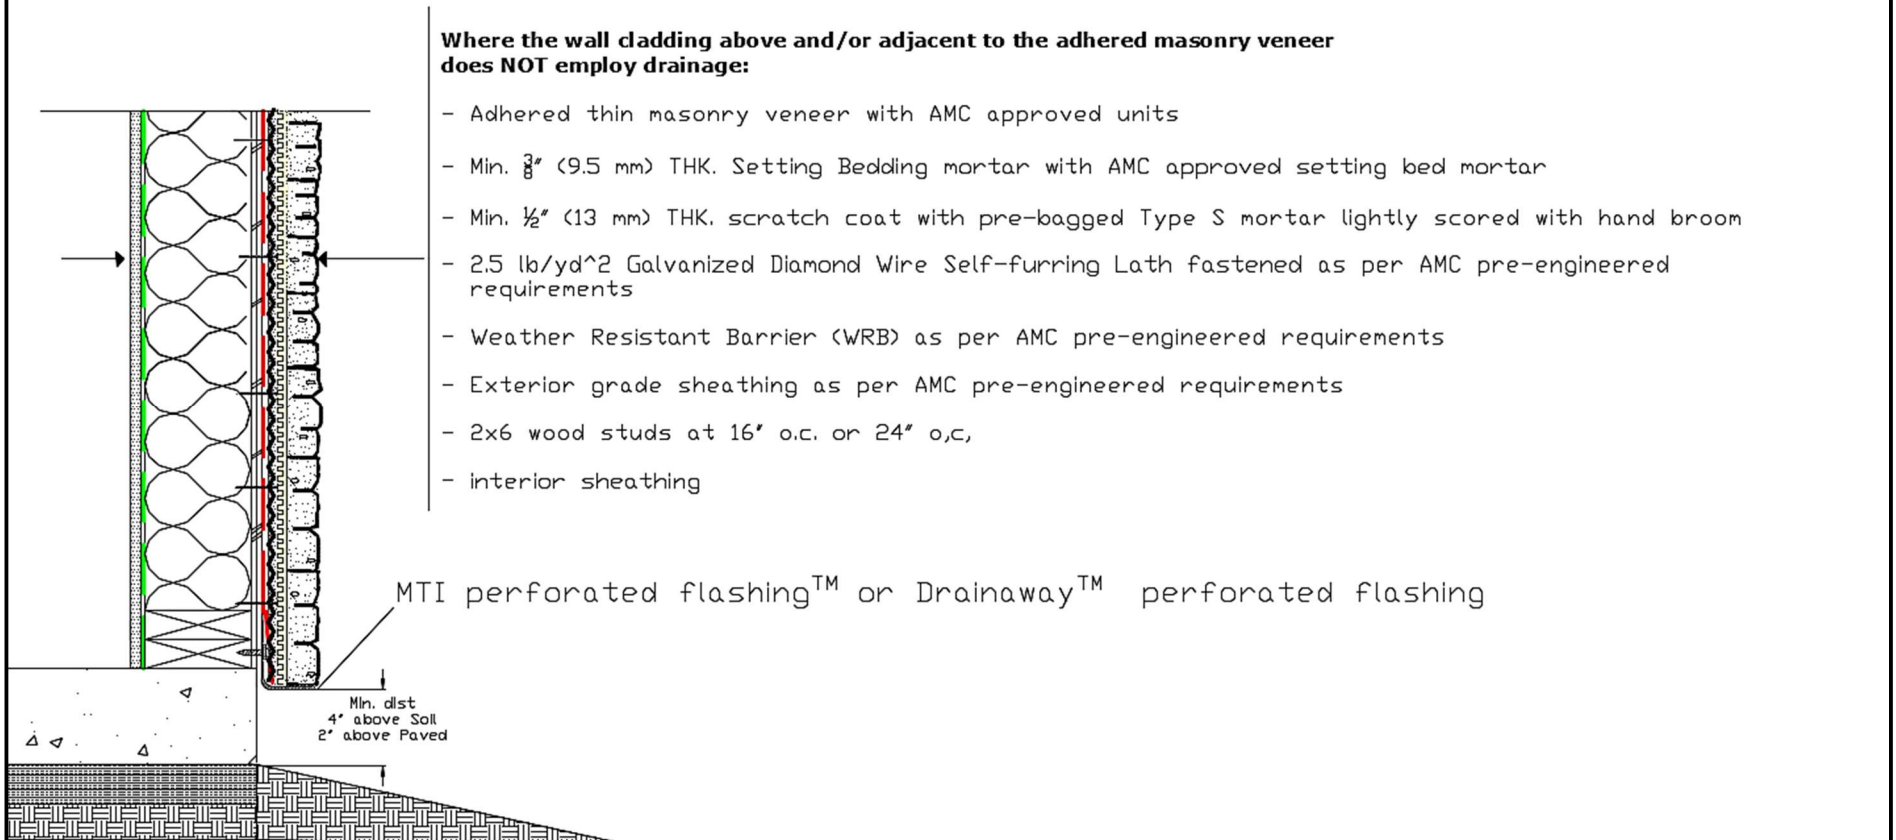 Where the wall cladding above and/or adjacent to the adhered masonry veneer
does NOT employ drainage:
- Adhered thin masonry veneer with AMC approved units
- Min. ⅜" (9.5 mm) THK. Setting Bedding mortar with AMC approved setting bed mortar
- Min. ½" (13 mm) THK. scratch coat with pre-bagged Type S mortar lightly scored with hand broom
- 2.5 lb/yd^2 Galvanized Diamond Wire Self-furring Lath fastened as per AMC pre-engineered
requirements
- Weather Resistant Barrier (WRB) as per AMC pre-engineered requirements
- Exterior grade sheathing as per AMC pre-engineered requirements
- 2x6 wood studs at 16" o.c. or 24" o,c,
- interior sheathing
MTI perforated flashing™ or Drainaway™ perforated flashing
Min. dist
4" above Soil
2" above Paved